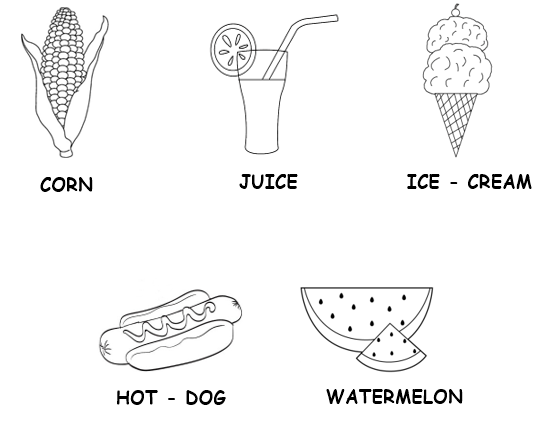 CORN
JUICE
ICE - CREAM
HOT - DOG
WATERMELON